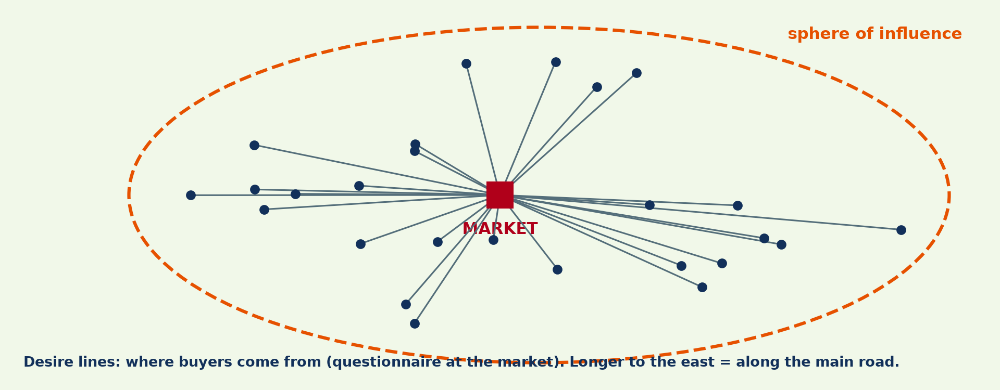 sphere of influence
MARKET
Desire lines: where buyers come from (questionnaire at the market). Longer to the east = along the main road.